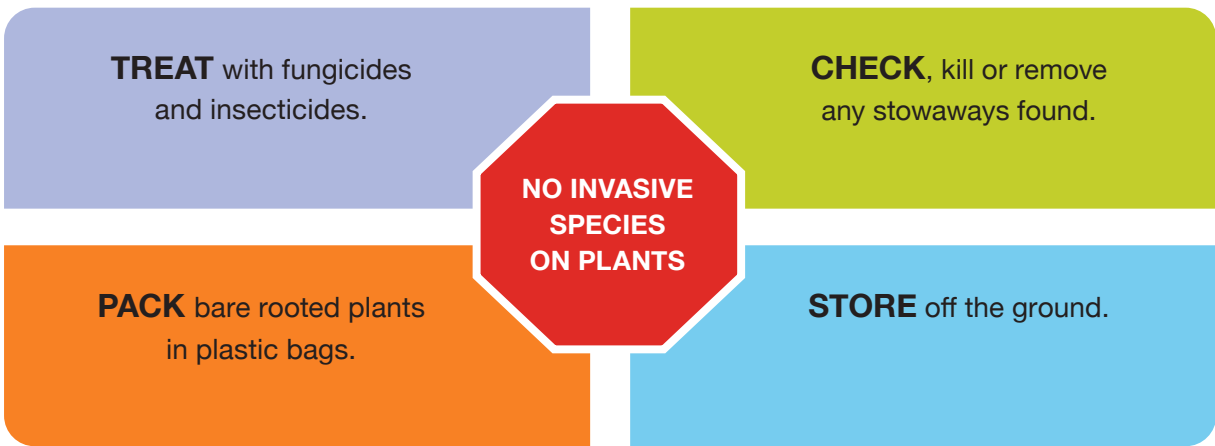 TREAT with fungicides
and insecticides.
CHECK, kill or remove
any stowaways found.
NO INVASIVE
SPECIES
ON PLANTS
PACK bare rooted plants
in plastic bags.
STORE off the ground.